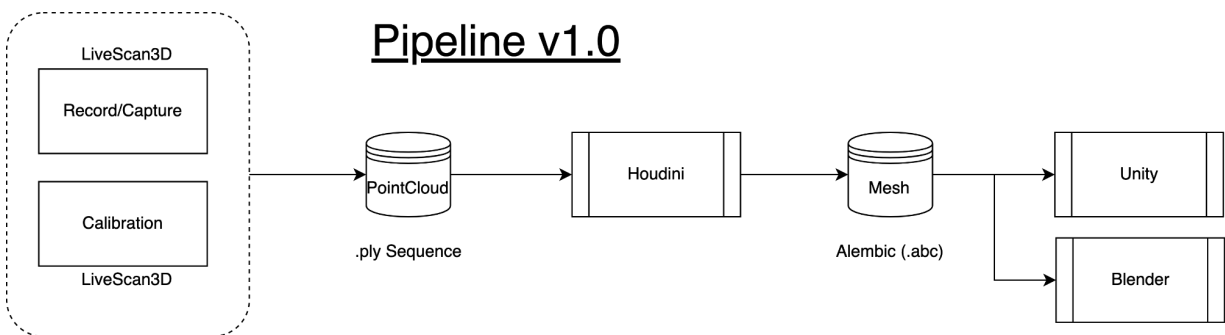 Pipeline v1.0
LiveScan3D
Record/Capture
Calibration
LiveScan3D
PointCloud
.ply Sequence
Houdini
Mesh
Alembic (.abc)
Unity
Blender